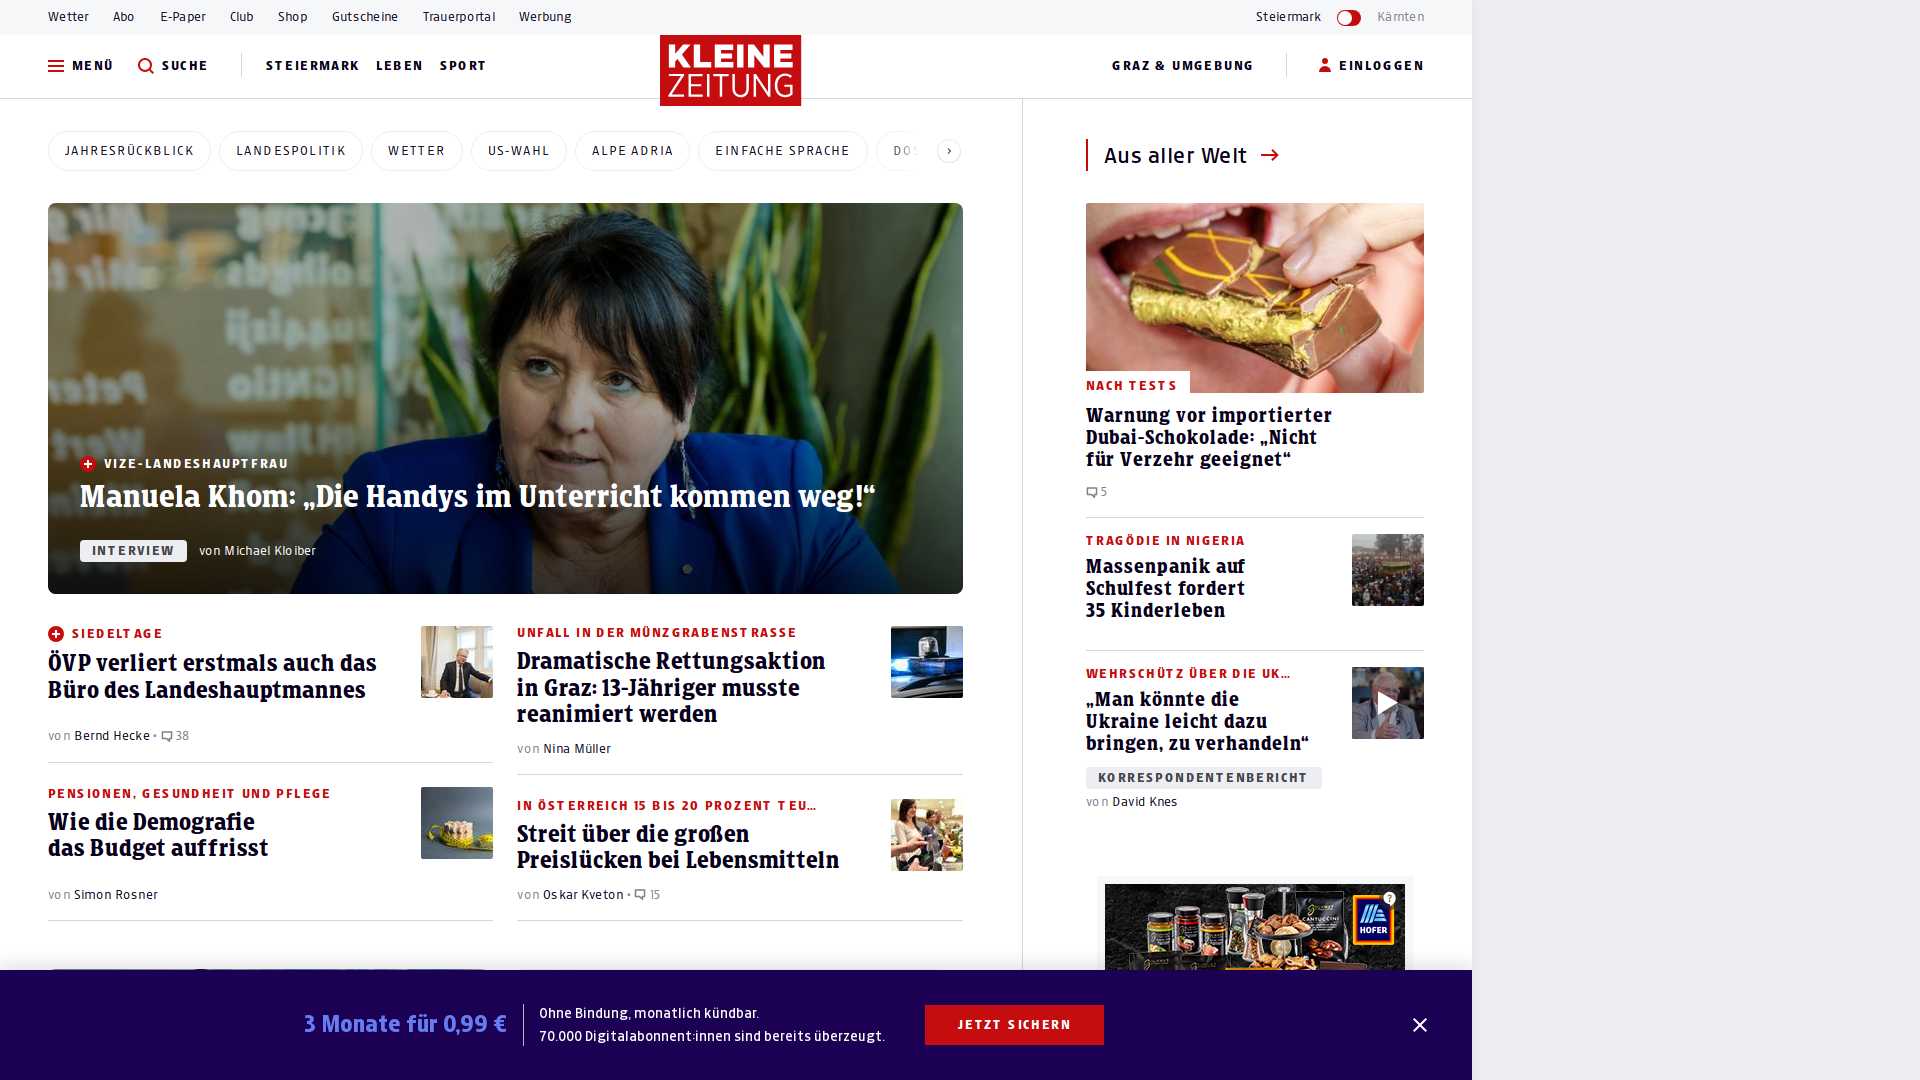 Wetter Abo E-Paper Club Shop Gutscheine Trauerportal Werbung
Steiermark Kärnten
MENÜ SUCHE STEIERMARK LEBEN SPORT
KLEINE
ZEITUNG
GRAZ & UMGEBUNG EINLOGGEN
JAHRESRÜCKBLICK LANDESPOLITIK WETTER US-WAHL ALPE ADRIA EINFACHE SPRACHE
VIZE-LANDESHAUPTFRAU
Manuela Khom: „Die Handys im Unterricht kommen weg!“
INTERVIEW von Michael Kloiber
SIEDELTAGE
ÖVP verliert erstmals auch das
Büro des Landeshauptmannes
von Bernd Hecke • 38
PENSIONEN, GESUNDHEIT UND PFLEGE
Wie die Demografie
das Budget auffrisst
von Simon Rosner
UNFALL IN DER MÜNZGRABENSTRASSE
Dramatische Rettungsaktion
in Graz: 13-Jähriger musste
reanimiert werden
von Nina Müller
IN ÖSTERREICH 15 BIS 20 PROZENT TEU...
Streit über die großen
Preislücken bei Lebensmitteln
von Oskar Kveton • 15
Aus aller Welt
NACH TESTS
Warnung vor importierter
Dubai-Schokolade: „Nicht
für Verzehr geeignet“
5
TRAGÖDIE IN NIGERIA
Massenpanik auf
Schulfest fordert
35 Kinderleben
WEHRSCHÜTZ ÜBER DIE UK...
„Man könnte die
Ukraine leicht dazu
bringen, zu verhandeln“
KORRESPONDENTENBERICHT
von David Knes
CANTUCCINI
HOFER
?
3 Monate für 0,99 €
Ohne Bindung, monatlich kündbar.
70.000 Digitalabonnent:innen sind bereits überzeugt.
JETZT SICHERN